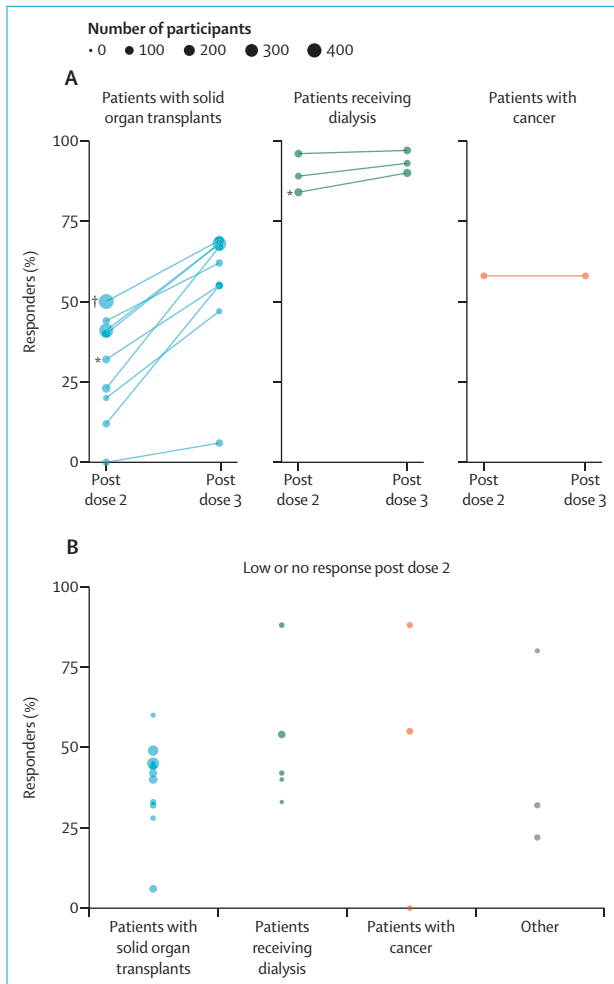 Number of participants
0 100 200 300 400
A
Patients with solid
organ transplants
Patients receiving
dialysis
Patients with
cancer
100
75
50
25
0
Responders (%)
†
*
*
Post
dose 2
Post
dose 3
Post
dose 2
Post
dose 3
Post
dose 2
Post
dose 3
B
Low or no response post dose 2
100
75
50
25
0
Responders (%)
Patients with
solid organ
transplants
Patients
receiving
dialysis
Patients with
cancer
Other